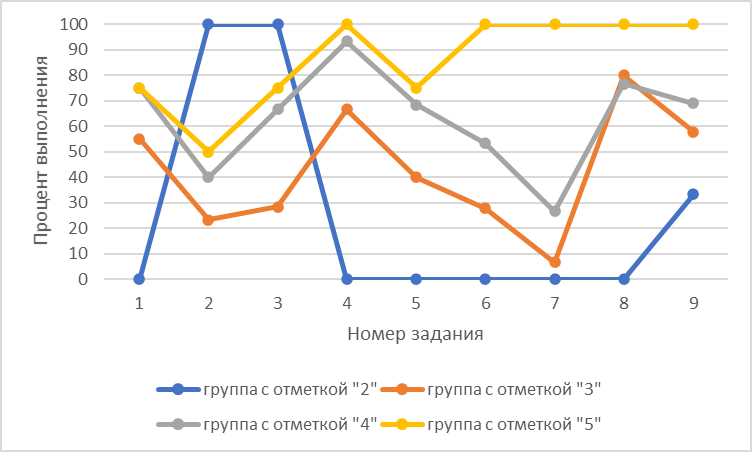 Процент выполнения
100
90
80
70
60
50
40
30
20
10
0
1 2 3 4 5 6 7 8 9
Номер задания
группа с отметкой "2" группа с отметкой "3"
группа с отметкой "4" группа с отметкой "5"